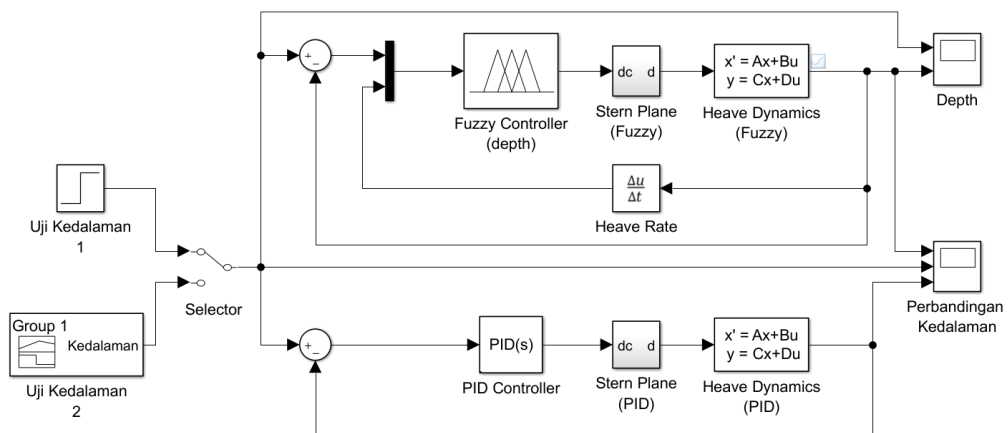 +
−
x' = Ax+Bu
y = Cx+Du
dc d
Depth
Fuzzy Controller
(depth)
Stern Plane
(Fuzzy)
Heave Dynamics
(Fuzzy)
Δu
Δt
Heave Rate
Uji Kedalaman
1
Selector
Group 1
Kedalaman
Uji Kedalaman
2
Perbandingan
Kedalaman
+
−
PID(s)
dc d
x' = Ax+Bu
y = Cx+Du
PID Controller
Stern Plane
(PID)
Heave Dynamics
(PID)